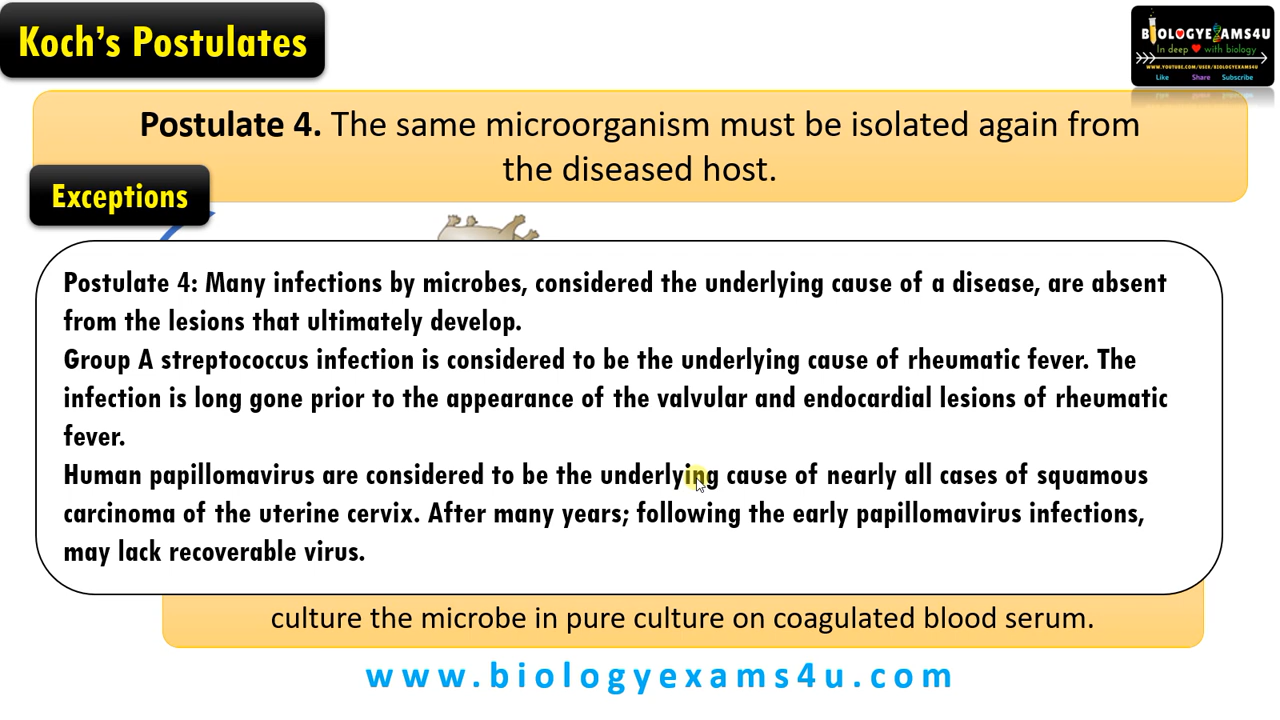 Koch's Postulates
BIOLOGYEXAMS4U
In deep with biology
WWW.YOUTUBE.COM/USER/BIOLOGYEXAMS4U
Like Share Subscribe
Postulate 4. The same microorganism must be isolated again from
the diseased host.
Exceptions
Postulate 4: Many infections by microbes, considered the underlying cause of a disease, are absent
from the lesions that ultimately develop.
Group A streptococcus infection is considered to be the underlying cause of rheumatic fever. The
infection is long gone prior to the appearance of the valvular and endocardial lesions of rheumatic
fever.
Human papillomavirus are considered to be the underlying cause of nearly all cases of squamous
carcinoma of the uterine cervix. After many years; following the early papillomavirus infections,
may lack recoverable virus.
culture the microbe in pure culture on coagulated blood serum.
www.biologyexams4u.com